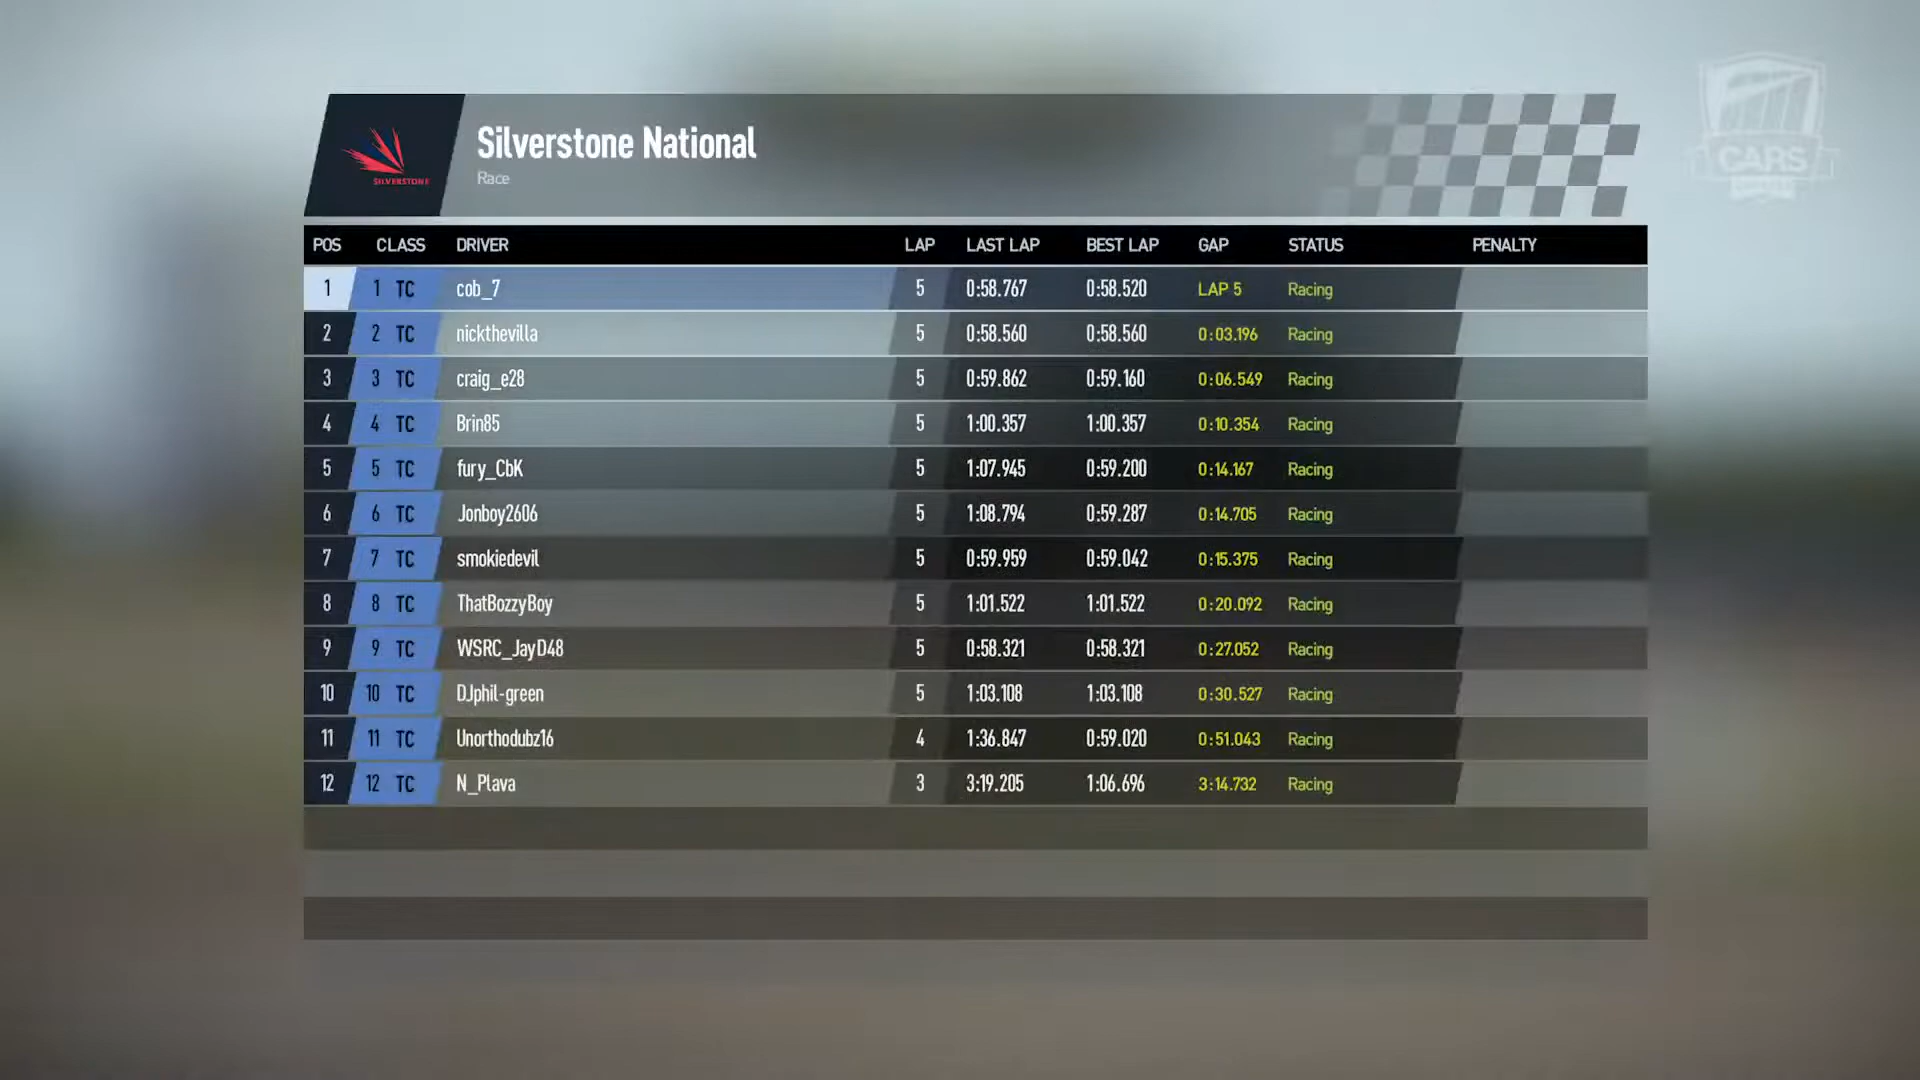 SILVERSTONE
Silverstone National
Race
CARS
POS CLASS DRIVER LAP LAST LAP BEST LAP GAP STATUS PENALTY
1 1 TC cob_7 5 0:58.767 0:58.520 LAP 5 Racing
2 2 TC nickthevilla 5 0:58.560 0:58.560 0:03.196 Racing
3 3 TC craig_e28 5 0:59.862 0:59.160 0:06.549 Racing
4 4 TC Brin85 5 1:00.357 1:00.357 0:10.354 Racing
5 5 TC fury_CbK 5 1:07.945 0:59.200 0:14.167 Racing
6 6 TC Jonboy2606 5 1:08.794 0:59.287 0:14.705 Racing
7 7 TC smokiedevil 5 0:59.959 0:59.042 0:15.375 Racing
8 8 TC ThatBozzyBoy 5 1:01.522 1:01.522 0:20.092 Racing
9 9 TC WSRC_JayD48 5 0:58.321 0:58.321 0:27.052 Racing
10 10 TC DJphil-green 5 1:03.108 1:03.108 0:30.527 Racing
11 11 TC Unorthodubz16 4 1:36.847 0:59.020 0:51.043 Racing
12 12 TC N_Plava 3 3:19.205 1:06.696 3:14.732 Racing